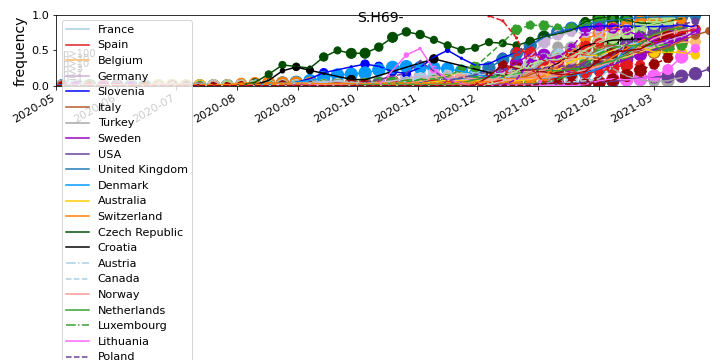 S.H69-
1.0
0.5
0.0
frequency
2020-05
2020-07
2020-08
2020-09
2020-10
2020-11
2020-12
2021-01
2021-02
2021-03
France
Spain
Belgium
Germany
Slovenia
Italy
Turkey
Sweden
USA
United Kingdom
Denmark
Australia
Switzerland
Czech Republic
Croatia
Austria
Canada
Norway
Netherlands
Luxembourg
Lithuania
Poland